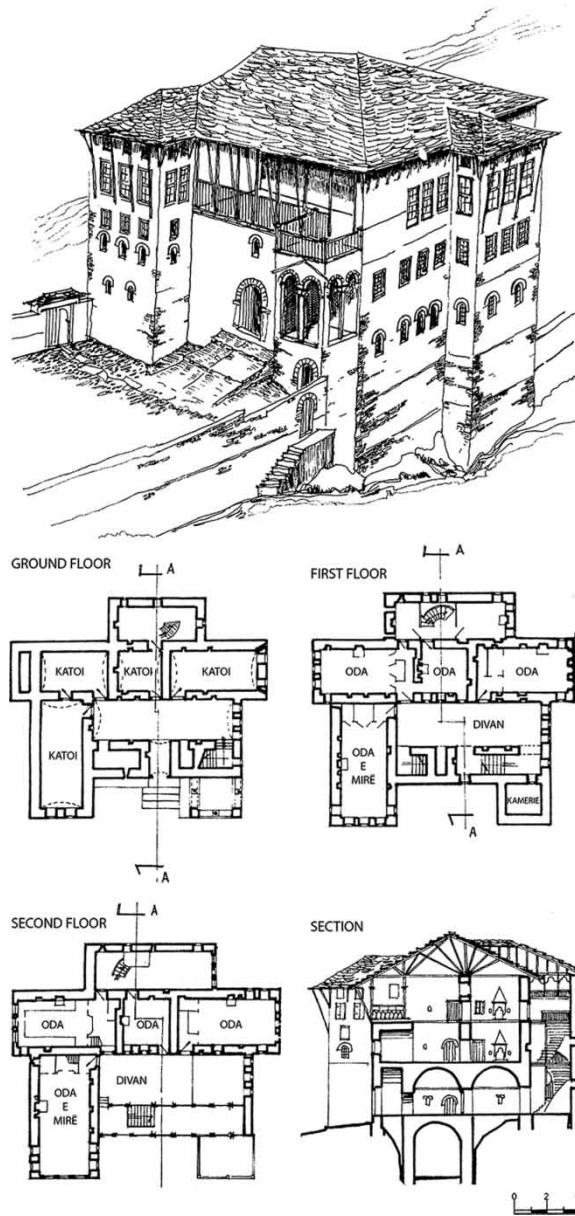 GROUND FLOOR
A
FIRST FLOOR
A
KATOI
KATOI
KATOI
KATOI
A
ODA
ODA
ODA
DIVAN
ODA
E
MIRË
KAMERIE
A
SECOND FLOOR
A
SECTION
ODA
ODA
ODA
ODA
E
MIRË
DIVAN
0 2